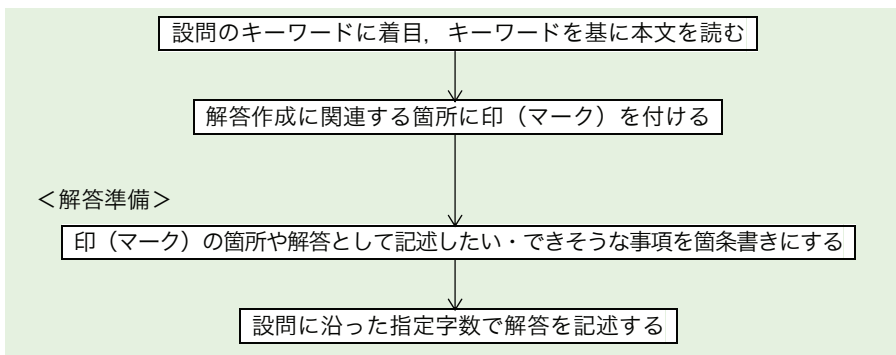 設問のキーワードに着目，キーワードを基に本文を読む
解答作成に関連する箇所に印（マーク）を付ける
＜解答準備＞
印（マーク）の箇所や解答として記述したい・できそうな事項を箇条書きにする
設問に沿った指定字数で解答を記述する